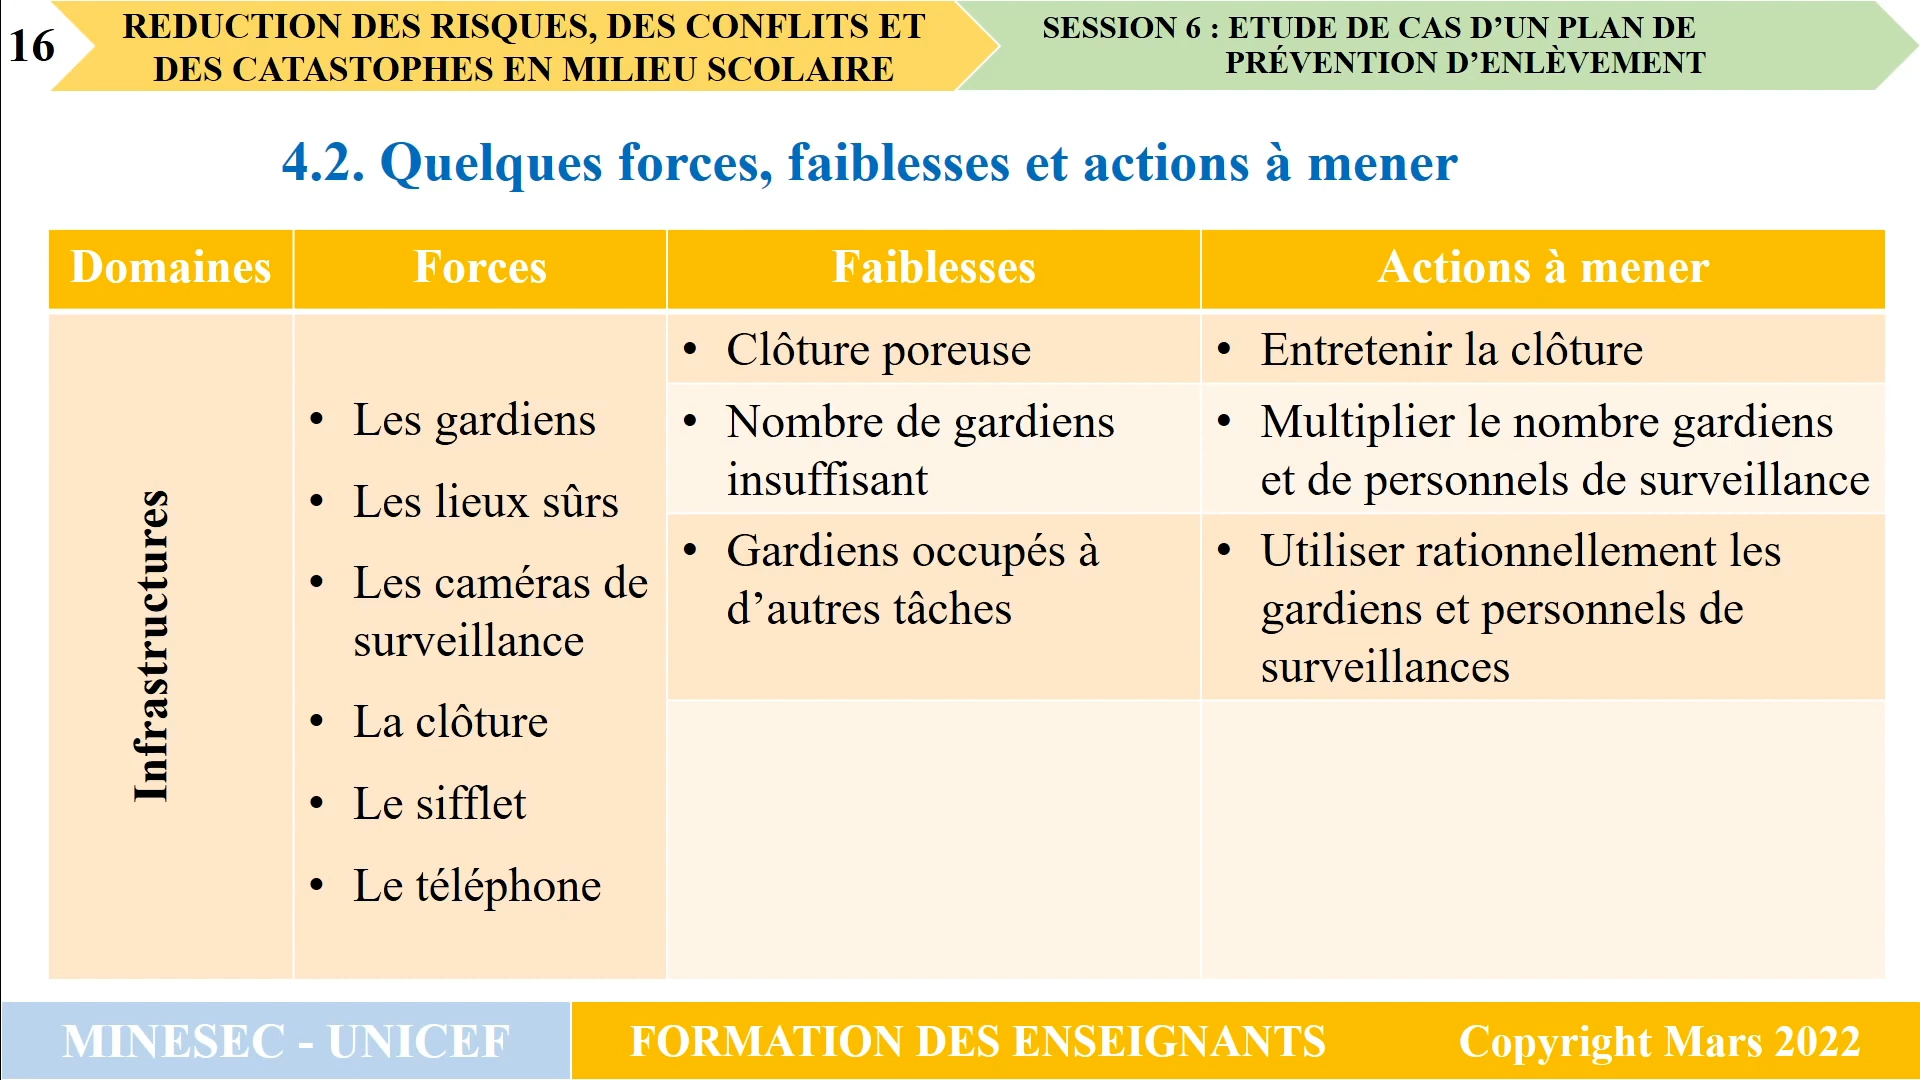 16
REDUCTION DES RISQUES, DES CONFLITS ET
DES CATASTOPHES EN MILIEU SCOLAIRE
SESSION 6 : ETUDE DE CAS D’UN PLAN DE
PRÉVENTION D’ENLÈVEMENT
4.2. Quelques forces, faiblesses et actions à mener
Domaines
Forces
Faiblesses
Actions à mener
Infrastructures
• Les gardiens
• Les lieux sûrs
• Les caméras de
surveillance
• La clôture
• Le sifflet
• Le téléphone
• Clôture poreuse
• Entretenir la clôture
• Nombre de gardiens
insuffisant
• Multiplier le nombre gardiens
et de personnels de surveillance
• Gardiens occupés à
d’autres tâches
• Utiliser rationnellement les
gardiens et personnels de
surveillances
MINESEC - UNICEF
FORMATION DES ENSEIGNANTS
Copyright Mars 2022